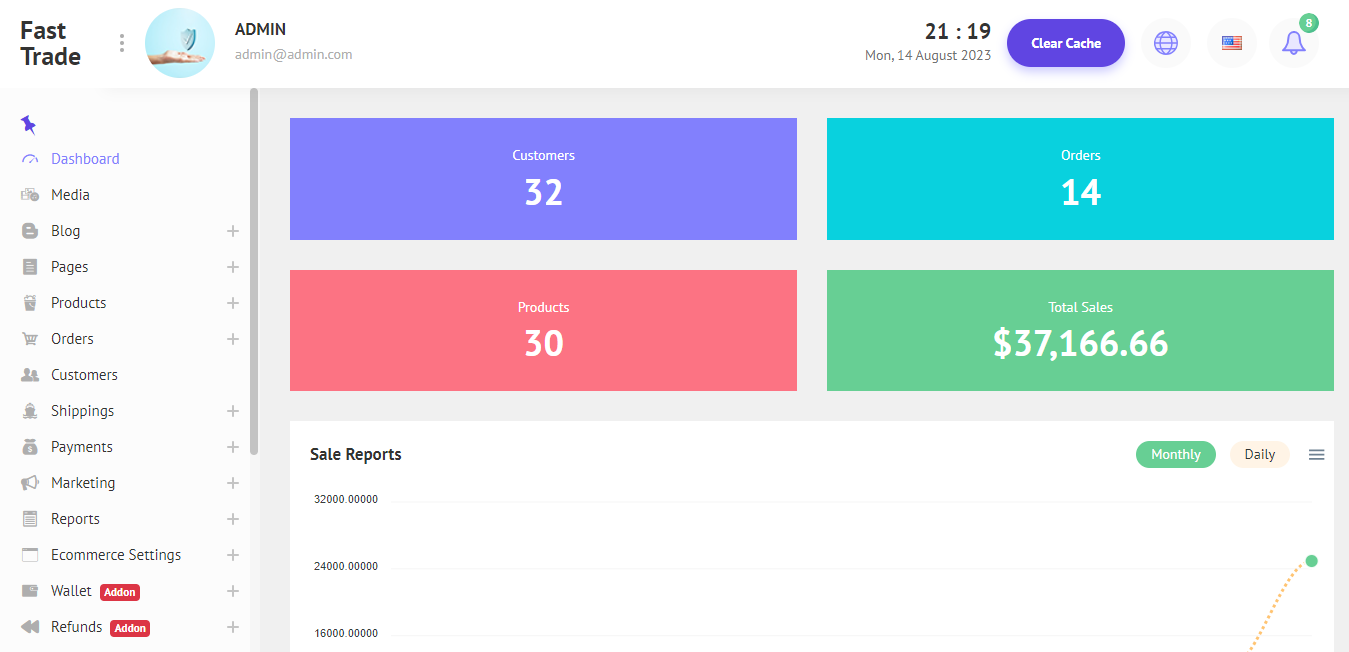 Fast
Trade
ADMIN
admin@admin.com
21 : 19
Mon, 14 August 2023
Clear Cache
8
Dashboard
Media
Blog
Pages
Products
Orders
Customers
Shippings
Payments
Marketing
Reports
Ecommerce Settings
Wallet Addon
Refunds Addon
Customers
32
Orders
14
Products
30
Total Sales
$37,166.66
Sale Reports
Monthly
Daily
32000.00000
24000.00000
16000.00000